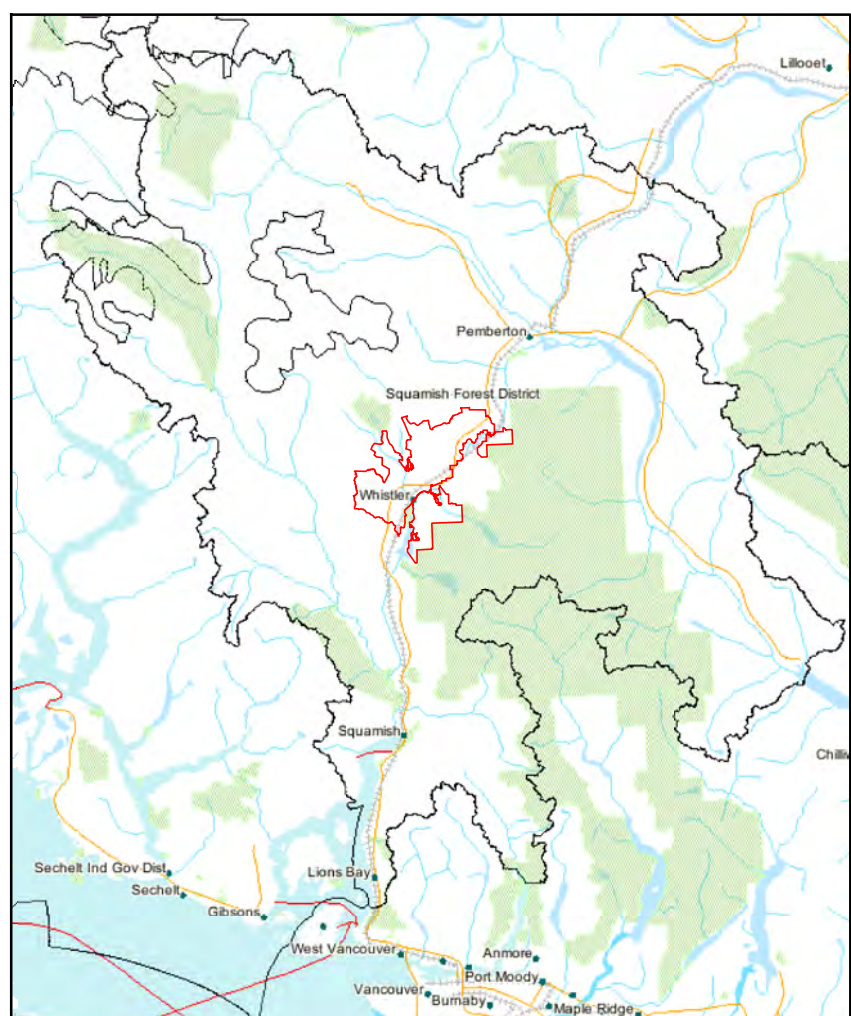 Lillooet
Pemberton
Squamish Forest District
Whistler
Squamish
Sechelt Ind Gov Dist
Lions Bay
Sechelt
Gibsons
West Vancouver
Anmore
Port Moody
Vancouver
Burnaby
Maple Ridge